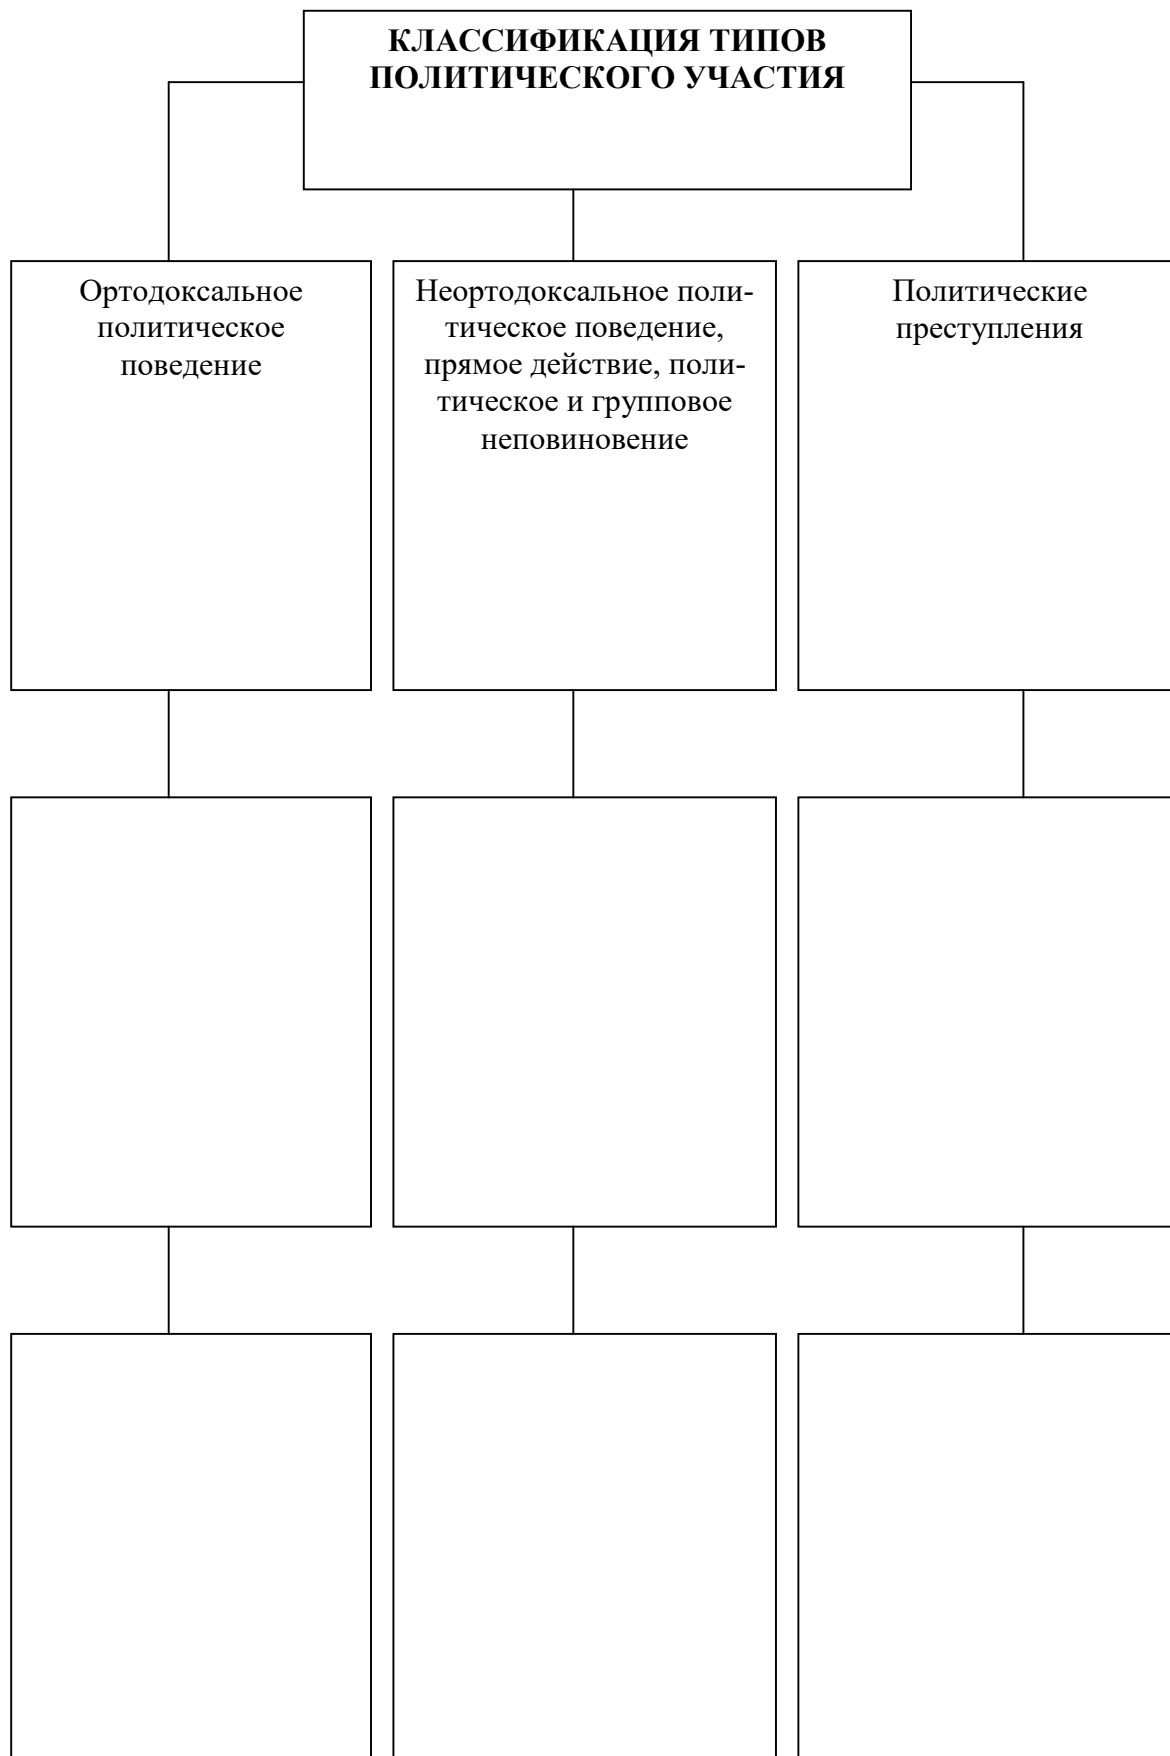 КЛАССИФИКАЦИЯ ТИПОВ
ПОЛИТИЧЕСКОГО УЧАСТИЯ
Ортодоксальное
политическое
поведение
Неортодоксальное поли-
тическое поведение,
прямое действие, поли-
тическое и групповое
неповиновение
Политические
преступления